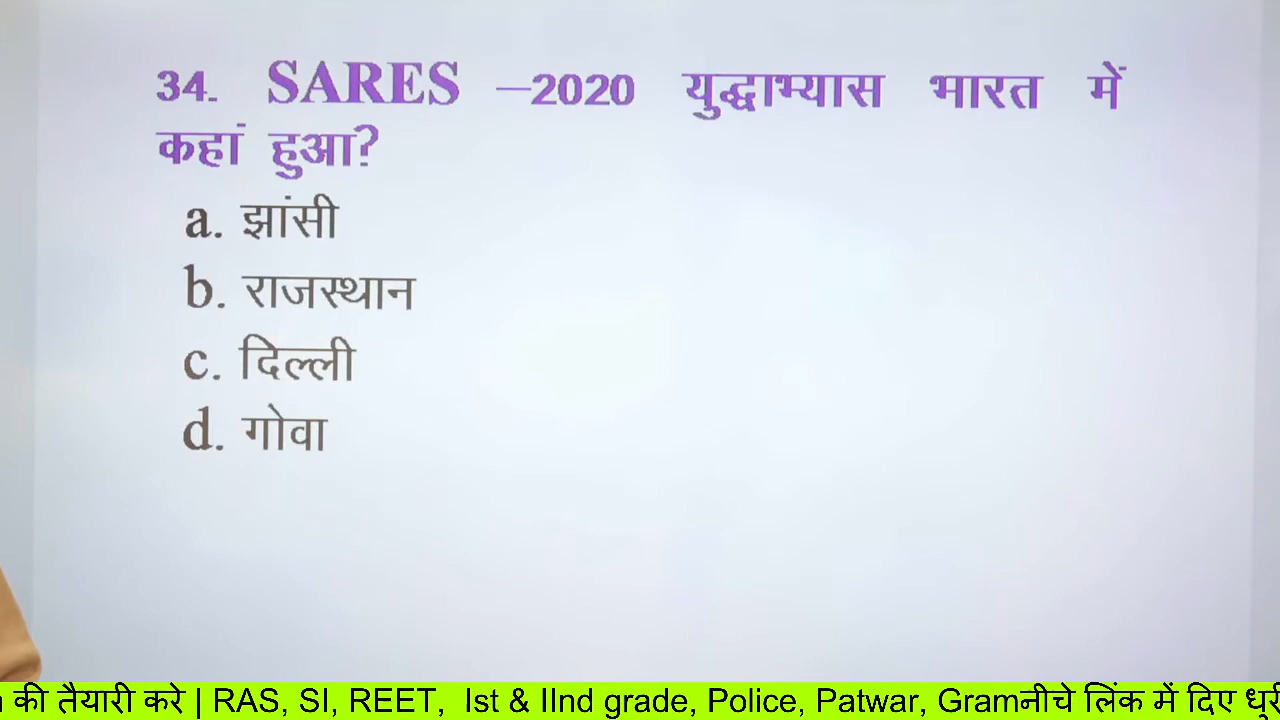 34. SARES –2020 युद्धाभ्यास भारत में
कहां हुआ?
a. झांसी
b. राजस्थान
c. दिल्ली
d. गोवा
की तैयारी करे | RAS, SI, REET, Ist & IInd grade, Police, Patwar, Gramनीचे लिंक में दिए